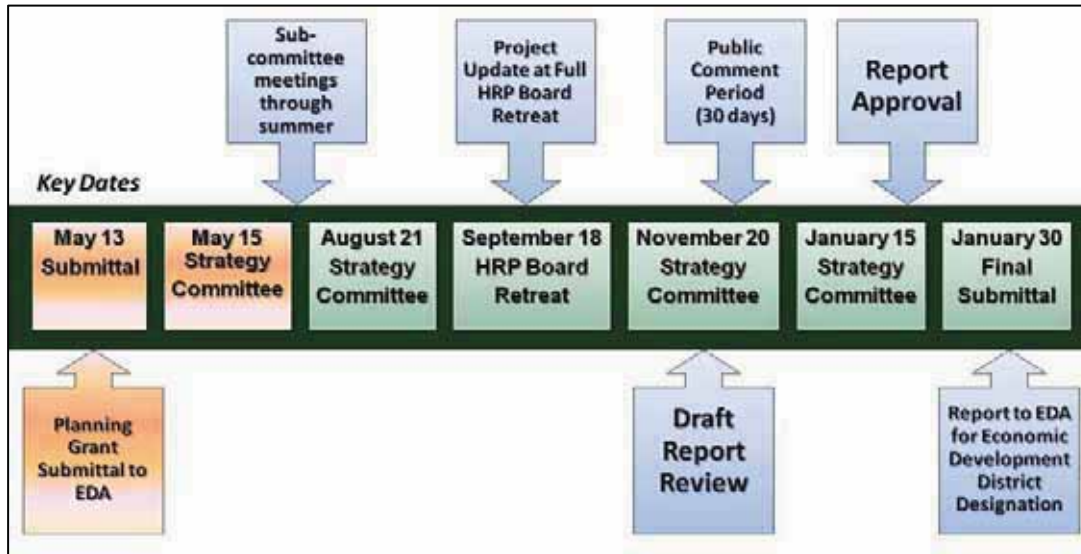 Sub-
committee
meetings
through
summer
Project
Update at Full
HRP Board
Retreat
Public
Comment
Period
(30 days)
Report
Approval
Key Dates
May 13
Submittal
May 15
Strategy
Committee
August 21
Strategy
Committee
September 18
HRP Board
Retreat
November 20
Strategy
Committee
January 15
Strategy
Committee
January 30
Final
Submittal
Planning
Grant
Submittal to
EDA
Draft
Report
Review
Report to EDA
for Economic
Development
District
Designation